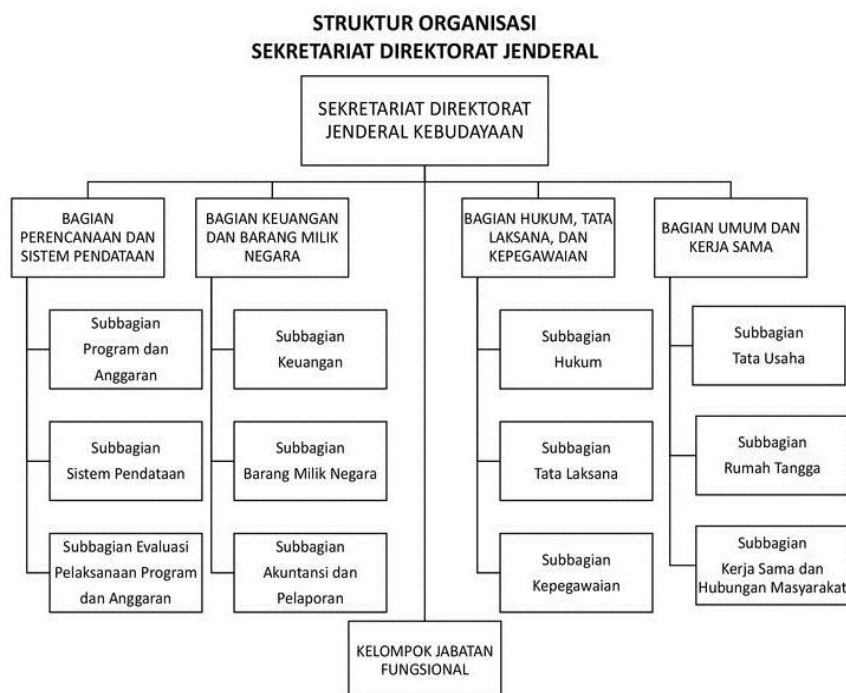 STRUKTUR ORGANISASI
SEKRETARIAT DIREKTORAT JENDERAL
SEKRETARIAT DIREKTORAT
JENDERAL KEBUDAYAAN
BAGIAN
PERENCANAAN DAN
SISTEM PENDATAAN
BAGIAN KEUANGAN
DAN BARANG MILIK
NEGARA
BAGIAN HUKUM, TATA
LAKSANA, DAN
KEPEGAWAIAN
BAGIAN UMUM DAN
KERJA SAMA
Subbagian
Program dan
Anggaran
Subbagian
Keuangan
Subbagian
Hukum
Subbagian
Tata Usaha
Subbagian
Sistem Pendataan
Subbagian
Barang Milik Negara
Subbagian
Tata Laksana
Subbagian
Rumah Tangga
Subbagian Evaluasi
Pelaksanaan Program
dan Anggaran
Subbagian
Akuntansi dan
Pelaporan
Subbagian
Kepegawaian
Subbagian
Kerja Sama dan
Hubungan Masyarakat
KELOMPOK JABATAN
FUNGSIONAL